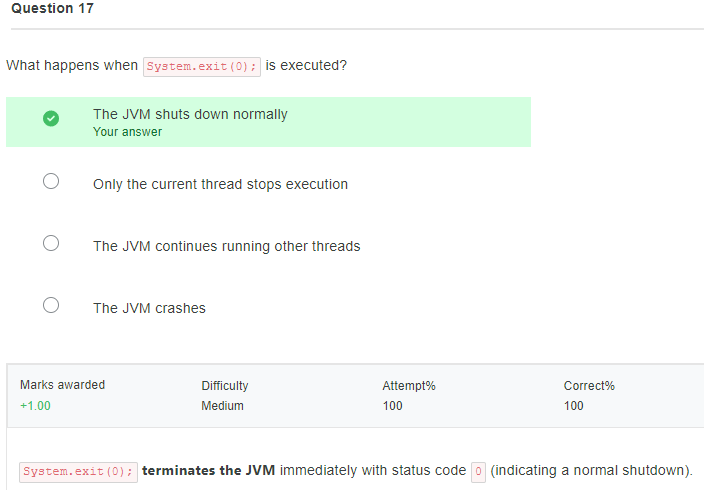 Question 17
What happens when System.exit(0); is executed?
The JVM shuts down normally
Your answer
Only the current thread stops execution
The JVM continues running other threads
The JVM crashes
Marks awarded Difficulty Attempt% Correct%
+1.00 Medium 100 100
System.exit(0); terminates the JVM immediately with status code 0 (indicating a normal shutdown).